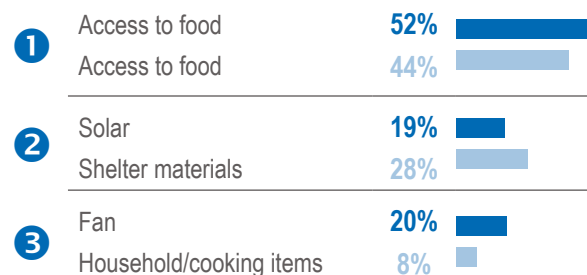 1
Access to food 52%
Access to food 44%
2
Solar 19%
Shelter materials 28%
3
Fan 20%
Household/cooking items 8%